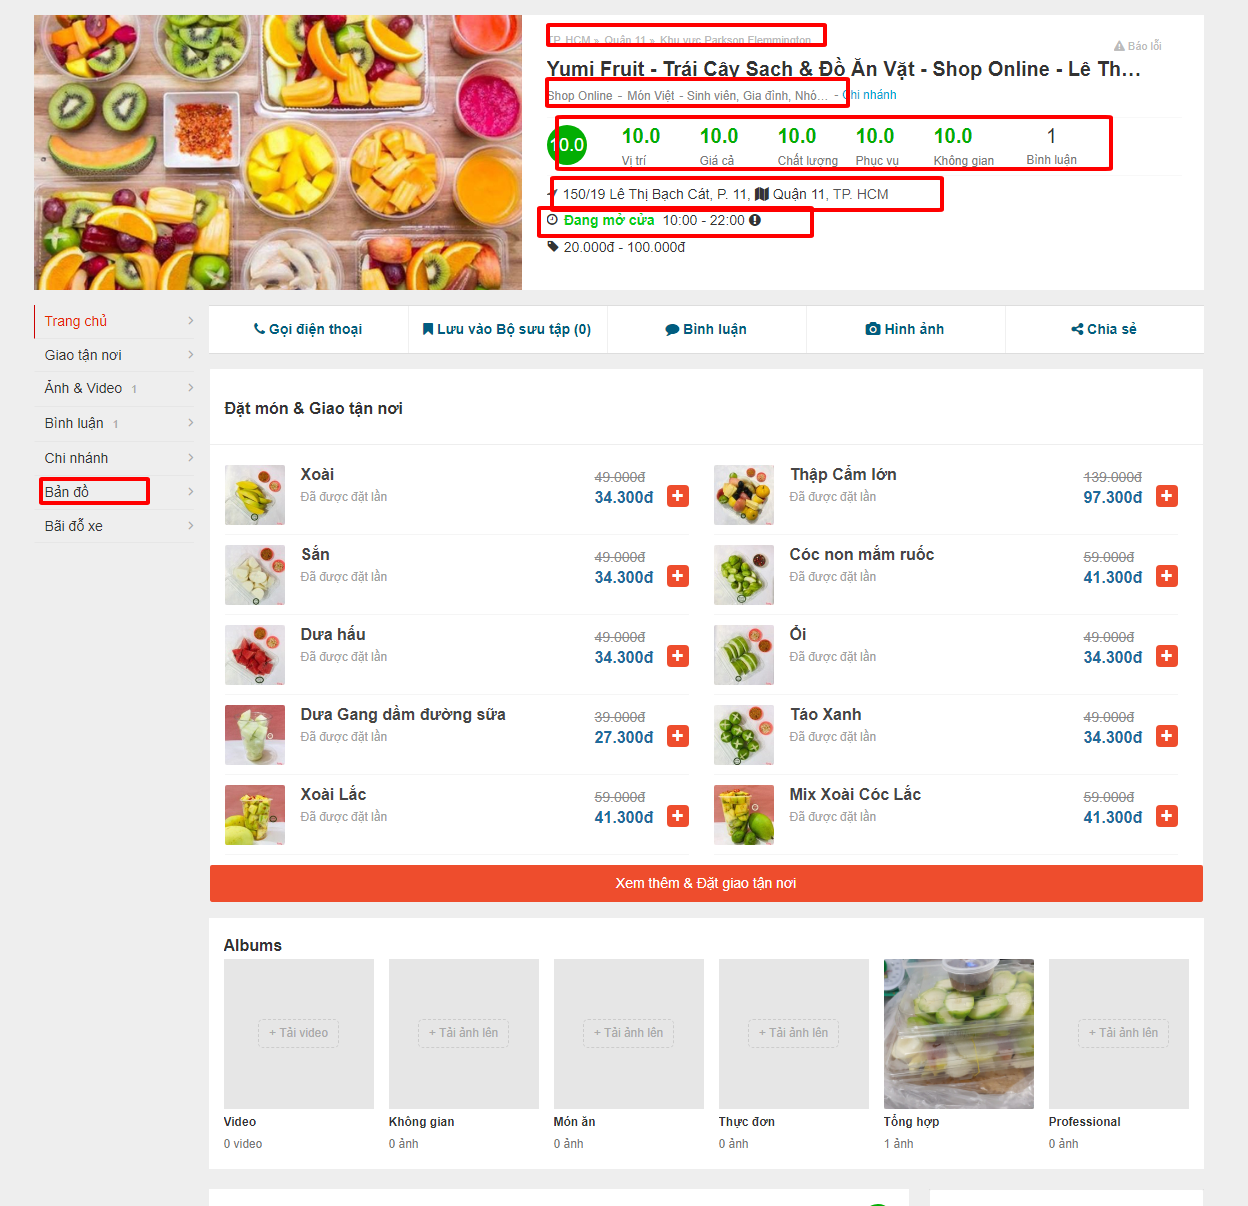 TP. HCM » Quận 11 » Khu vực Parkson Flemmington
Báo lỗi
Yumi Fruit - Trái Cây Sạch & Đồ Ăn Vặt - Shop Online - Lê Th...
Shop Online - Món Việt - Sinh viên, Gia đình, Nhó... - Chi nhánh
10.0
10.0 10.0 10.0 10.0 10.0 1
Vị trí Giá cả Chất lượng Phục vụ Không gian Bình luận
150/19 Lê Thị Bạch Cát, P. 11, Quận 11, TP. HCM
Đang mở cửa 10:00 - 22:00
20.000đ - 100.000đ
Trang chủ
Giao tận nơi
Ảnh & Video 1
Bình luận 1
Chi nhánh
Bản đồ
Bãi đỗ xe
Gọi điện thoại Lưu vào Bộ sưu tập (0) Bình luận Hình ảnh Chia sẻ
Đặt món & Giao tận nơi
Xoài 49.000đ
Đã được đặt lần 34.300đ
Thập Cẩm lớn 139.000đ
Đã được đặt lần 97.300đ
Sắn 49.000đ
Đã được đặt lần 34.300đ
Cóc non mắm ruốc 59.000đ
Đã được đặt lần 41.300đ
Dưa hấu 49.000đ
Đã được đặt lần 34.300đ
Ổi 49.000đ
Đã được đặt lần 34.300đ
Dưa Gang dầm đường sữa 39.000đ
Đã được đặt lần 27.300đ
Táo Xanh 49.000đ
Đã được đặt lần 34.300đ
Xoài Lắc 59.000đ
Đã được đặt lần 41.300đ
Mix Xoài Cóc Lắc 59.000đ
Đã được đặt lần 41.300đ
Xem thêm & Đặt giao tận nơi
Albums
+ Tải video + Tải ảnh lên + Tải ảnh lên + Tải ảnh lên + Tải ảnh lên
Video Không gian Món ăn Thực đơn Tổng hợp Professional
0 video 0 ảnh 0 ảnh 0 ảnh 1 ảnh 0 ảnh